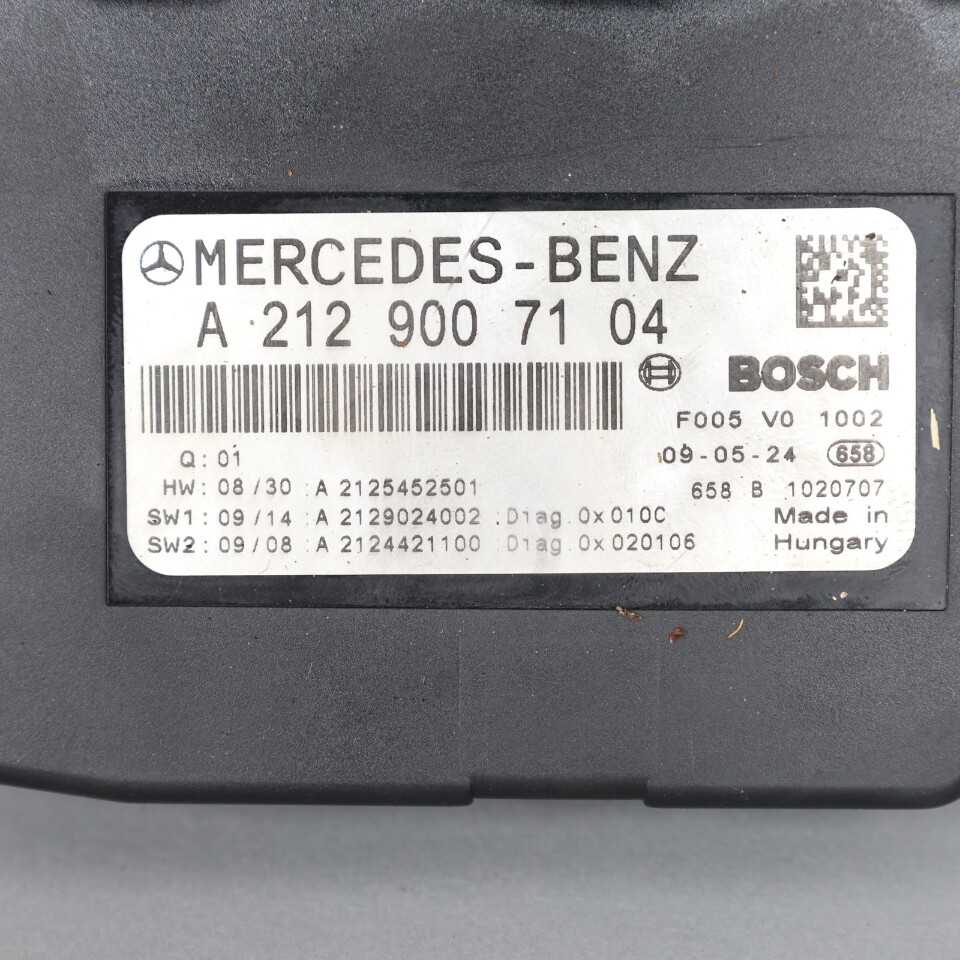 MERCEDES-BENZ
A 212 900 71 04
BOSCH
F005 V0 1002
Q: 01
09-05-24 658
HW: 08/30 :A 2125452501
658 B 1020707
SW1: 09/14 :A 2129024002 :Diag.0x010C
Made in
SW2: 09/08 :A 2124421100 :Diag.0x020106
Hungary